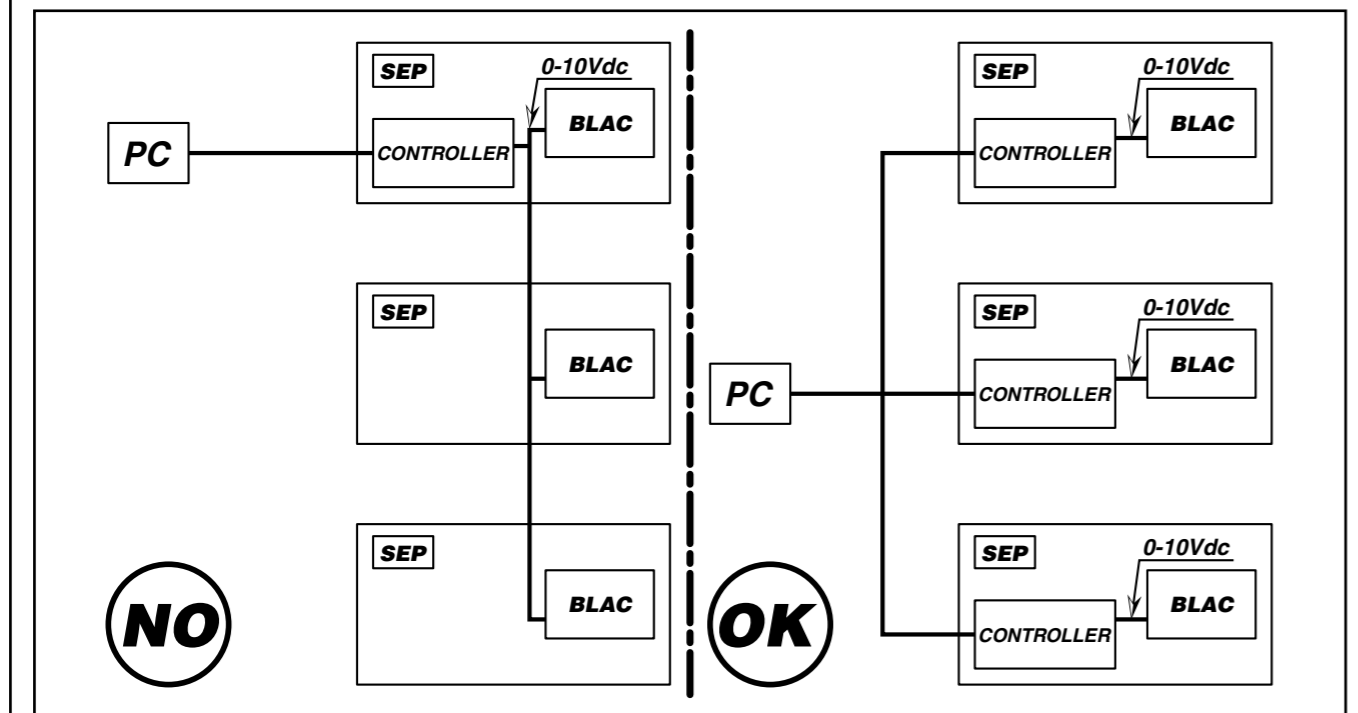 SEP
0-10Vdc
BLAC
CONTROLLER
PC
SEP
BLAC
SEP
BLAC
NO
SEP
0-10Vdc
BLAC
CONTROLLER
SEP
0-10Vdc
BLAC
CONTROLLER
PC
SEP
0-10Vdc
BLAC
CONTROLLER
OK